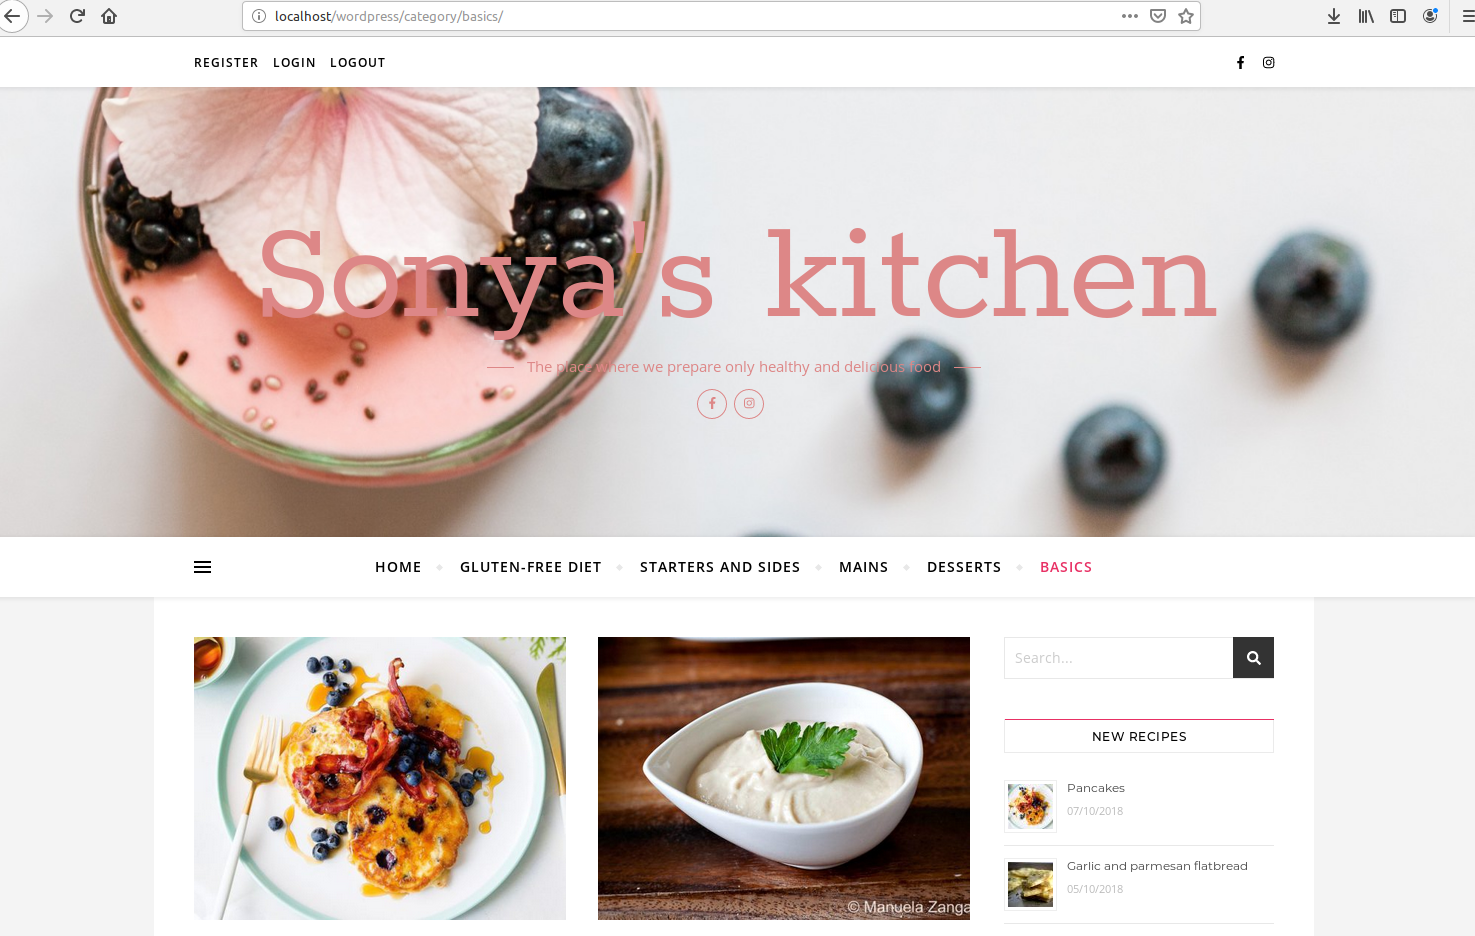 localhost/wordpress/category/basics/
REGISTER LOGIN LOGOUT
Sonya's kitchen
The place where we prepare only healthy and delicious food
HOME GLUTEN-FREE DIET STARTERS AND SIDES MAINS DESSERTS BASICS
© Manuela Zanga
Search...
NEW RECIPES
Pancakes
07/10/2018
Garlic and parmesan flatbread
05/10/2018